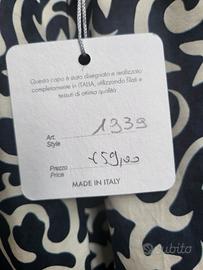 Questo capo è stato disegnato e realizzato
completamente in ITALIA, utilizzando filati e
tessuti di ottima qualità
Art. 1339
Style
Prezzo €59,00
Price
MADE IN ITALY
subito